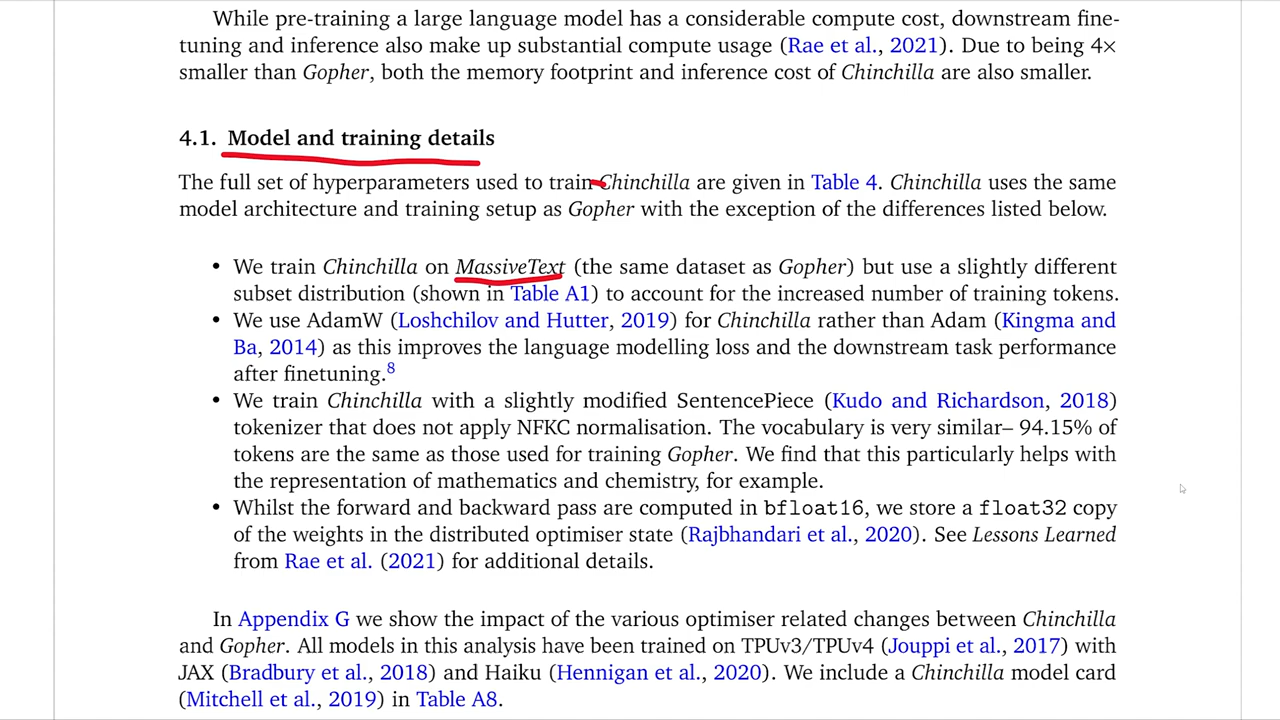 While pre-training a large language model has a considerable compute cost, downstream fine-
tuning and inference also make up substantial compute usage (Rae et al., 2021). Due to being 4×
smaller than Gopher, both the memory footprint and inference cost of Chinchilla are also smaller.
4.1. Model and training details
The full set of hyperparameters used to train Chinchilla are given in Table 4. Chinchilla uses the same
model architecture and training setup as Gopher with the exception of the differences listed below.
• We train Chinchilla on MassiveText (the same dataset as Gopher) but use a slightly different
subset distribution (shown in Table A1) to account for the increased number of training tokens.
• We use AdamW (Loshchilov and Hutter, 2019) for Chinchilla rather than Adam (Kingma and
Ba, 2014) as this improves the language modelling loss and the downstream task performance
after finetuning.8
• We train Chinchilla with a slightly modified SentencePiece (Kudo and Richardson, 2018)
tokenizer that does not apply NFKC normalisation. The vocabulary is very similar– 94.15% of
tokens are the same as those used for training Gopher. We find that this particularly helps with
the representation of mathematics and chemistry, for example.
• Whilst the forward and backward pass are computed in bfloat16, we store a float32 copy
of the weights in the distributed optimiser state (Rajbhandari et al., 2020). See Lessons Learned
from Rae et al. (2021) for additional details.
In Appendix G we show the impact of the various optimiser related changes between Chinchilla
and Gopher. All models in this analysis have been trained on TPUv3/TPUv4 (Jouppi et al., 2017) with
JAX (Bradbury et al., 2018) and Haiku (Hennigan et al., 2020). We include a Chinchilla model card
(Mitchell et al., 2019) in Table A8.